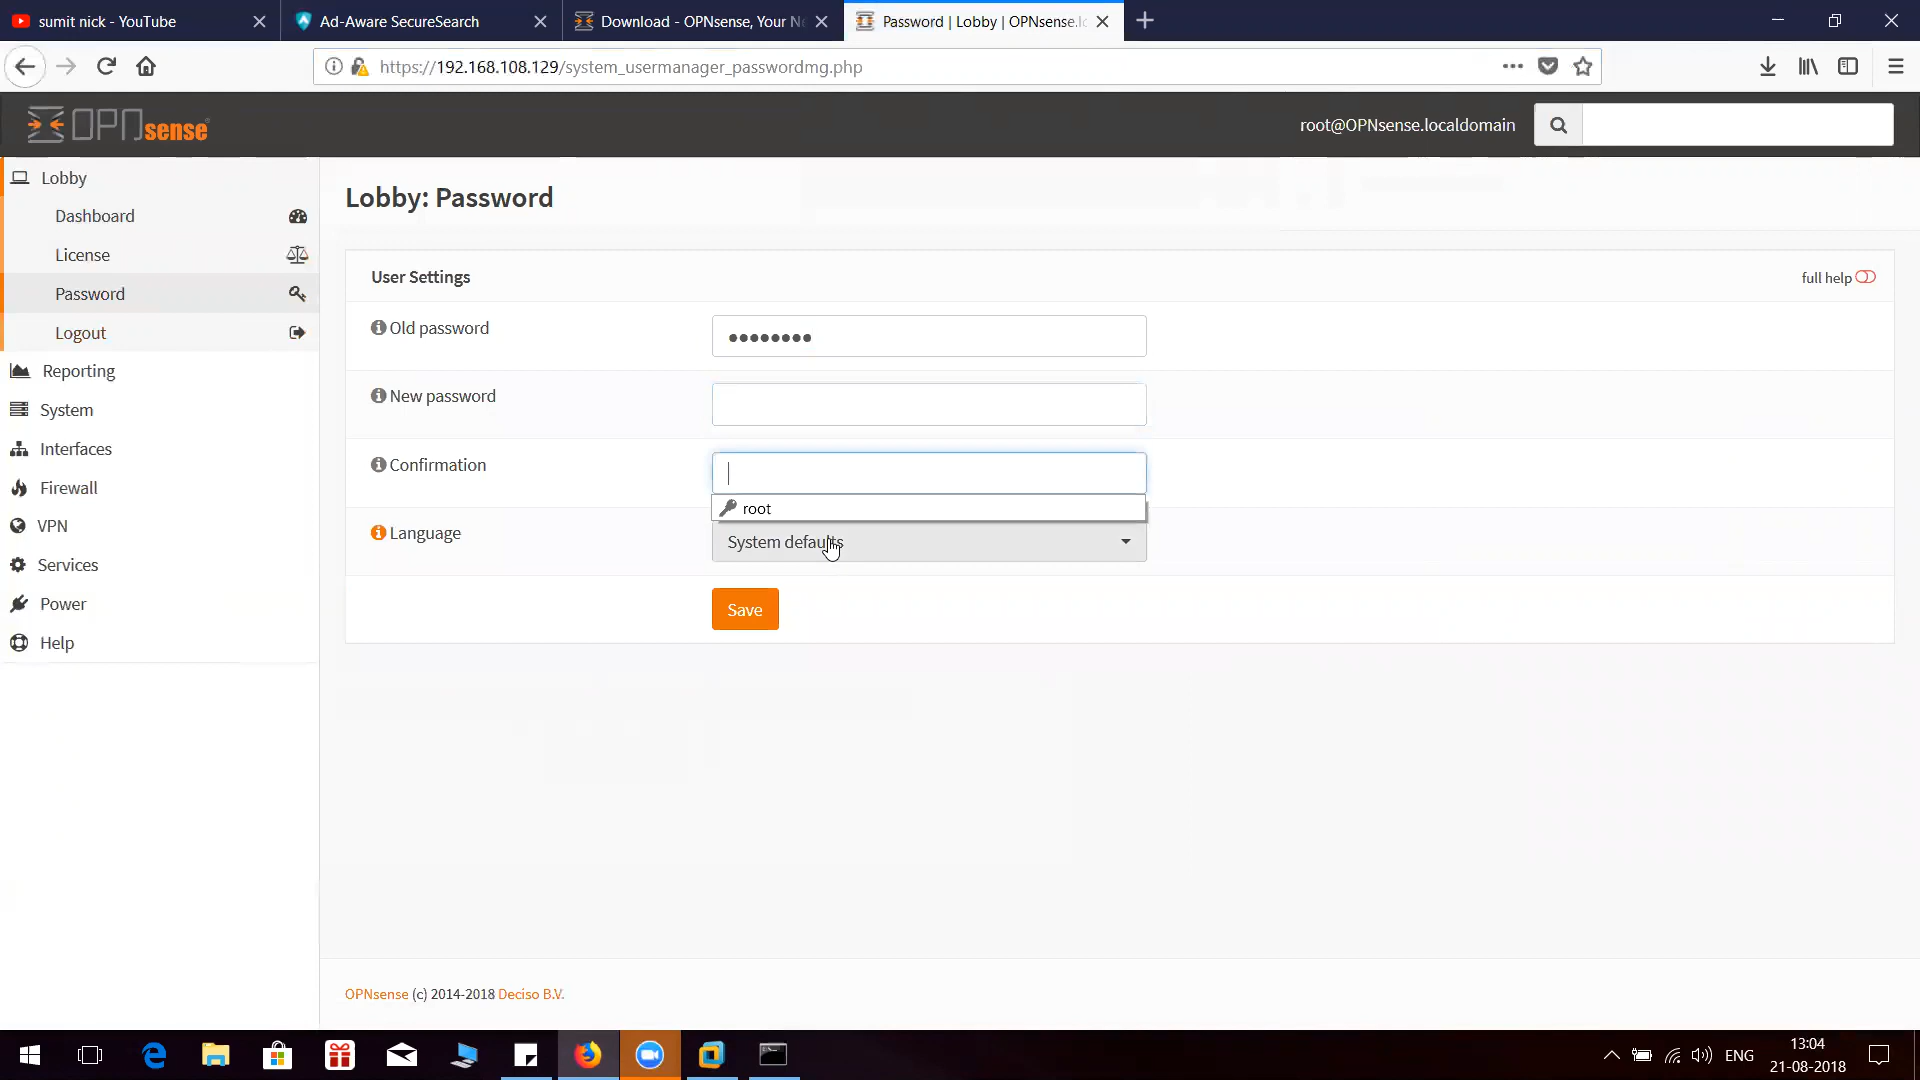 sumit nick - YouTube
Ad-Aware SecureSearch
Download - OPNsense, Your N
Password | Lobby | OPNsense.lo
https://192.168.108.129/system_usermanager_passwordmg.php
OPNsense
root@OPNsense.localdomain
Lobby
Dashboard
License
Password
Logout
Reporting
System
Interfaces
Firewall
VPN
Services
Power
Help
Lobby: Password
User Settings
full help
Old password
New password
Confirmation
root
Language
System defaults
Save
OPNsense (c) 2014-2018 Deciso B.V.
ENG
13:04
21-08-2018